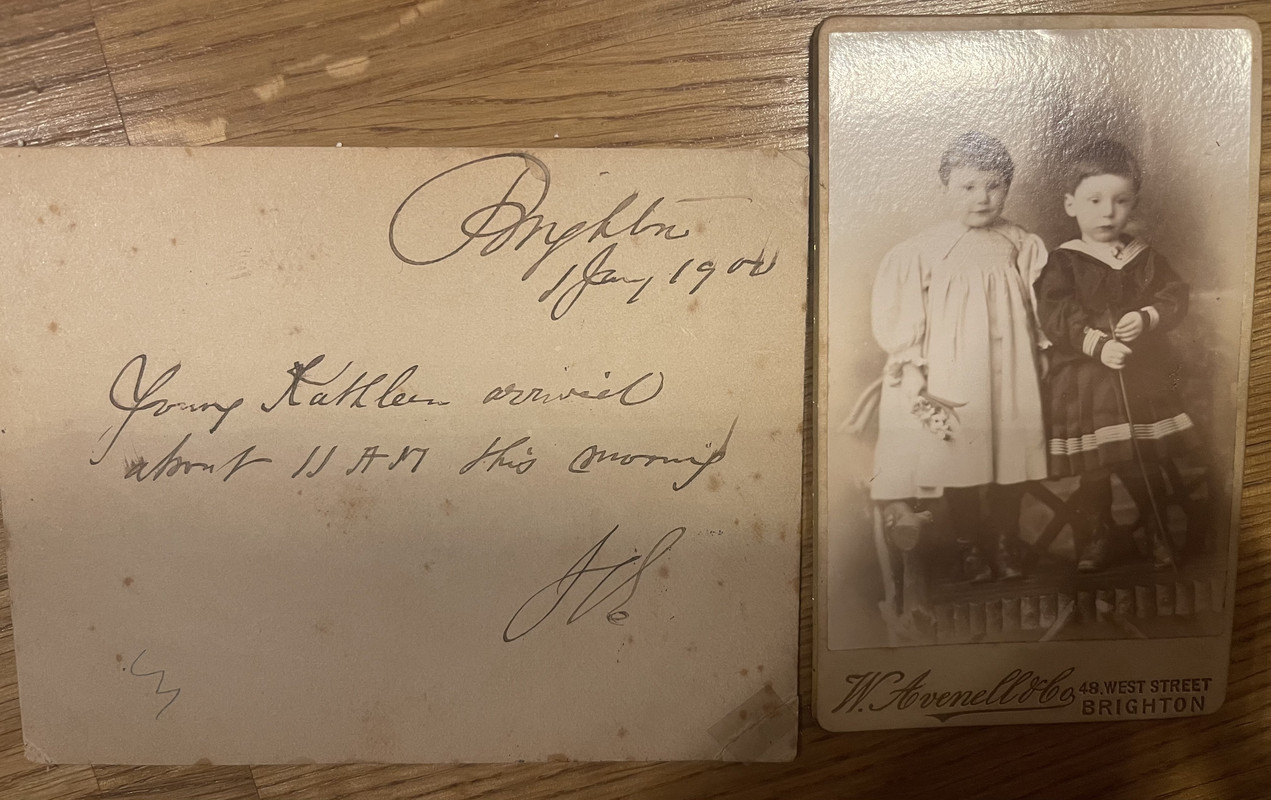 Brighton
1 Jany 1900
Young Kathleen arrived
about 11 AM this morning
W. Avenell & Co
48, WEST STREET
BRIGHTON